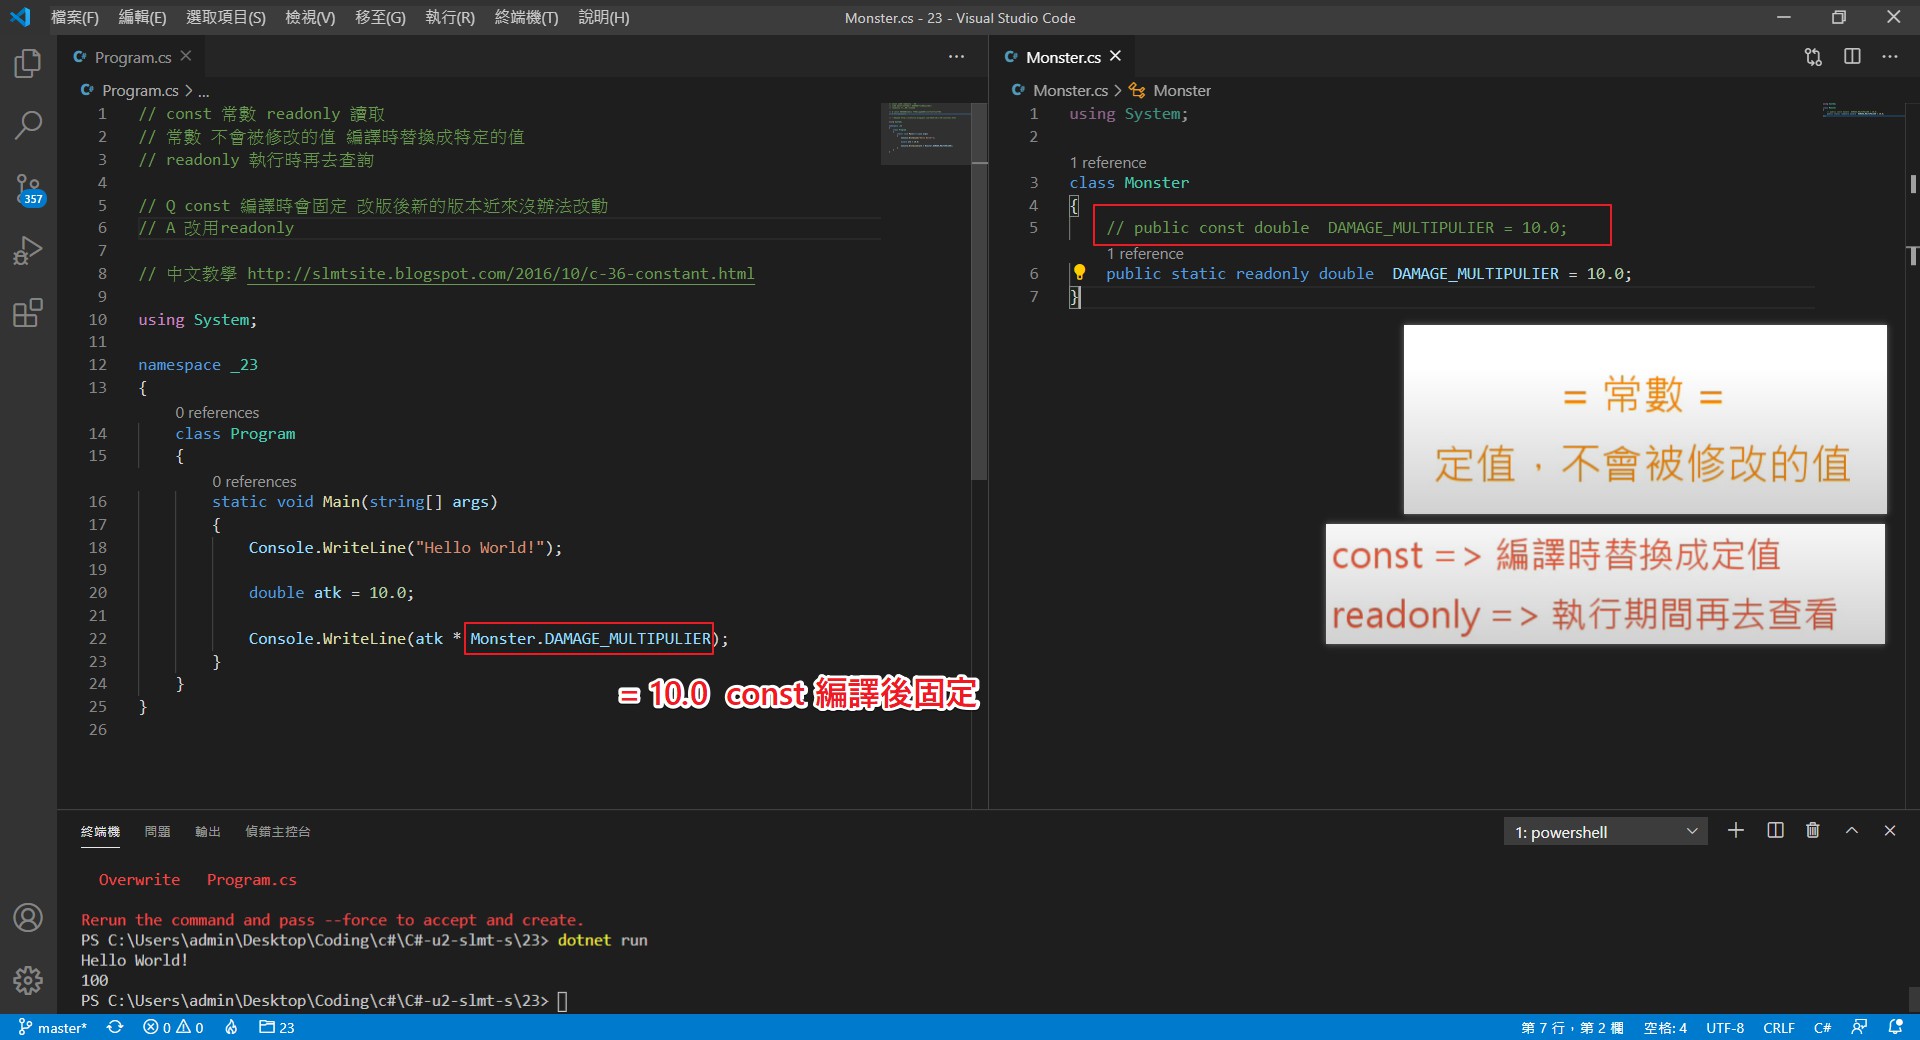 檔案(F) 編輯(E) 選取項目(S) 檢視(V) 移至(G) 執行(R) 終端機(T) 說明(H)
Monster.cs - 23 - Visual Studio Code
357
Program.cs
Program.cs > ...
1 // const 常數 readonly 讀取
2 // 常數 不會被修改的值 編譯時替換成特定的值
3 // readonly 執行時再去查詢
4
5 // Q const 編譯時會固定 改版後新的版本近來沒辦法改動
6 // A 改用readonly
7
8 // 中文教學 http://slmtsite.blogspot.com/2016/10/c-36-constant.html
9
10 using System;
11
12 namespace _23
13 {
0 references
14 class Program
15 {
0 references
16 static void Main(string[] args)
17 {
18 Console.WriteLine("Hello World!");
19
20 double atk = 10.0;
21
22 Console.WriteLine(atk * Monster.DAMAGE_MULTIPULIER);
23 }
24 }
25 }
26
= 10.0 const 編譯後固定
Monster.cs
Monster.cs > Monster
1 using System;
2
1 reference
3 class Monster
4 {
5 // public const double  DAMAGE_MULTIPULIER = 10.0;
1 reference
6 public static readonly double  DAMAGE_MULTIPULIER = 10.0;
7 }
= 常數 =
定值，不會被修改的值
const => 編譯時替換成定值
readonly => 執行期間再去查看
終端機 問題 輸出 偵錯主控台
1: powershell
Overwrite   Program.cs
Rerun the command and pass --force to accept and create.
PS C:\Users\admin\Desktop\Coding\c#\C#-u2-slmt-s\23> dotnet run
Hello World!
100
PS C:\Users\admin\Desktop\Coding\c#\C#-u2-slmt-s\23>
master* 0 0 23
第 7 行，第 2 欄 空格: 4 UTF-8 CRLF C#